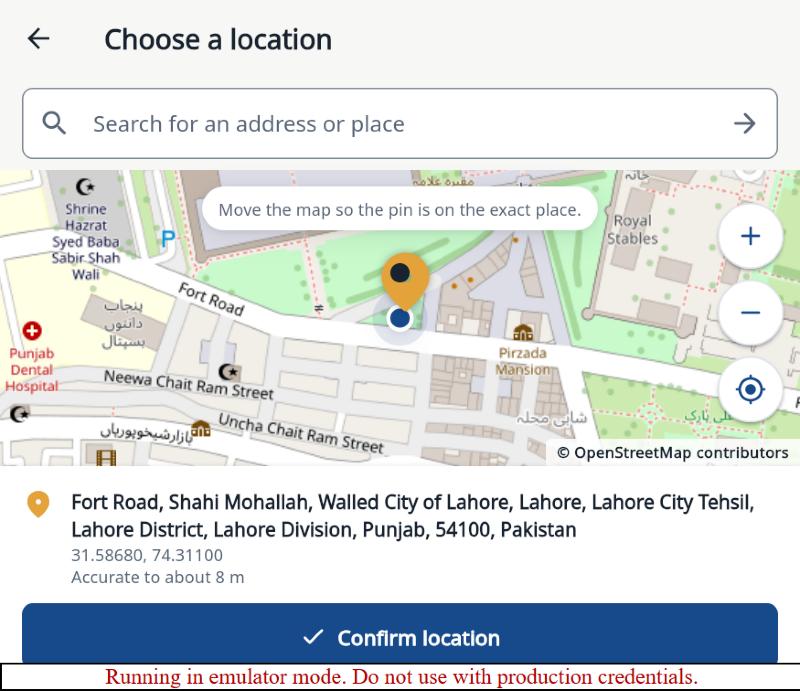 Choose a location
Search for an address or place
Move the map so the pin is on the exact place.
Shrine
Hazrat
Syed Baba
Sabir Shah
Wali
P
Royal
Stables
Fort Road
پنجاب
دانتوں
ہسپتال
Punjab
Dental
Hospital
Pirzada
Mansion
Neewa Chait Ram Street
Uncha Chait Ram Street
بازارشیخوپوریاں
شاہی محلہ
© OpenStreetMap contributors
Fort Road, Shahi Mohallah, Walled City of Lahore, Lahore, Lahore City Tehsil,
Lahore District, Lahore Division, Punjab, 54100, Pakistan
31.58680, 74.31100
Accurate to about 8 m
Confirm location
Running in emulator mode. Do not use with production credentials.